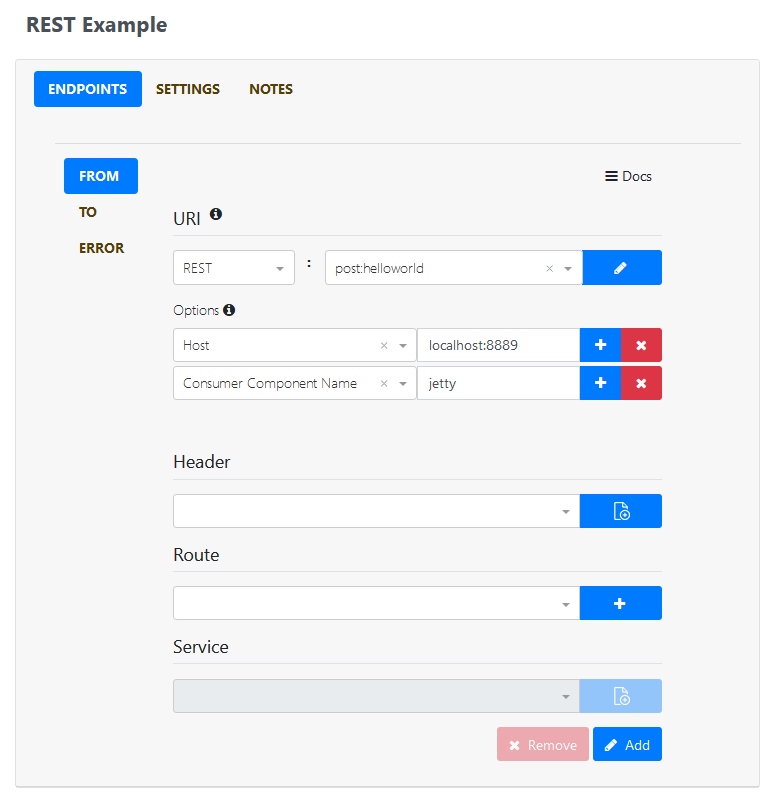 REST Example
ENDPOINTS SETTINGS NOTES
FROM Docs
TO
ERROR
URI
REST : post:helloworld
Options
Host localhost:8889
Consumer Component Name jetty
Header
Route
Service
Remove Add